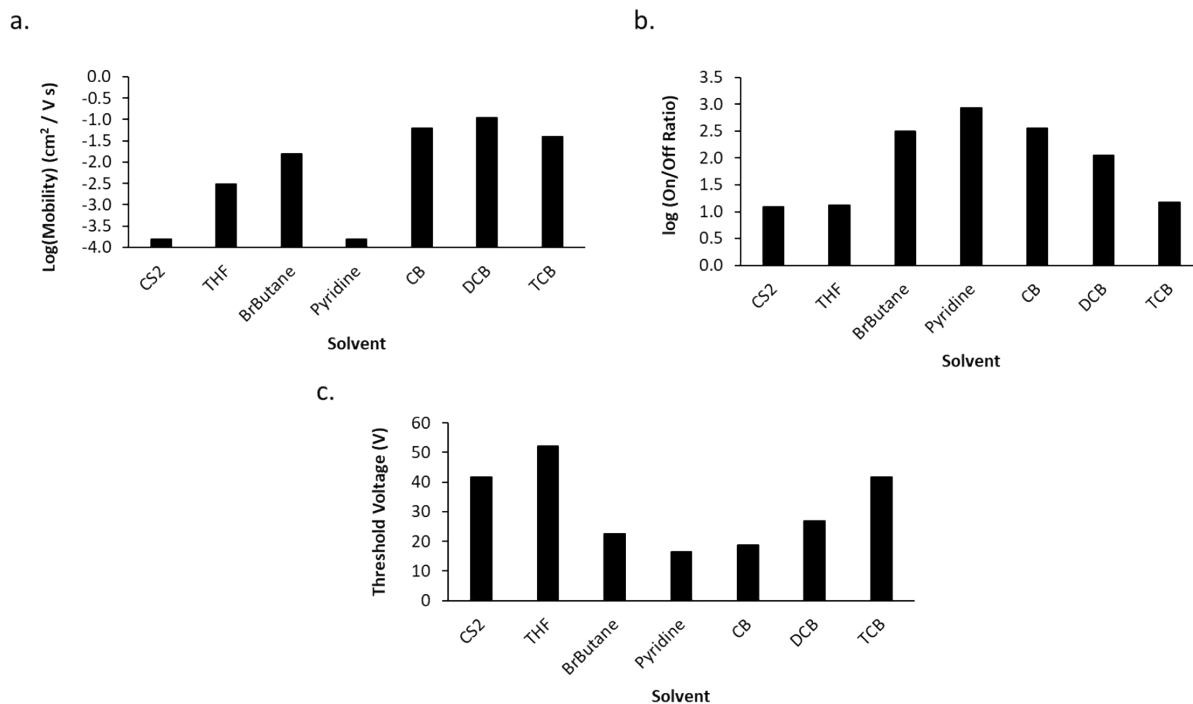 a.
Log(Mobility) (cm² / V s)
0.0
-0.5
-1.0
-1.5
-2.0
-2.5
-3.0
-3.5
-4.0
CS2
THF
BrButane
Pyridine
CB
DCB
TCB
Solvent
b.
log (On/Off Ratio)
3.5
3.0
2.5
2.0
1.5
1.0
0.5
0.0
CS2
THF
BrButane
Pyridine
CB
DCB
TCB
Solvent
c.
Threshold Voltage (V)
60
50
40
30
20
10
0
CS2
THF
BrButane
Pyridine
CB
DCB
TCB
Solvent